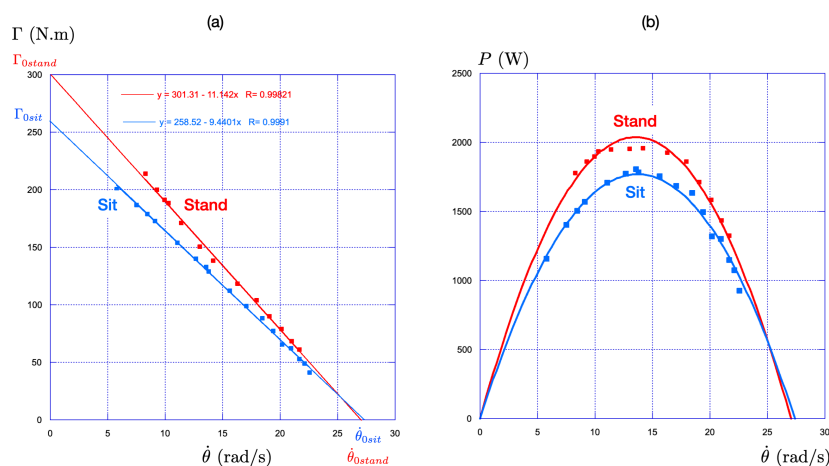 (a)
Γ (N.m)
Γ0stand
300
y = 301.31 - 11.142x R= 0.99821
Γ0sit
y = 258.52 - 9.4401x R= 0.9991
250
200
Sit
Stand
150
100
50
0
0 5 10 15 20 25 30
θ̇0sit
θ̇ (rad/s)
θ̇0stand
(b)
P (W)
2500
Stand
2000
Sit
1500
1000
500
0
0 5 10 15 20 25 30
θ̇ (rad/s)